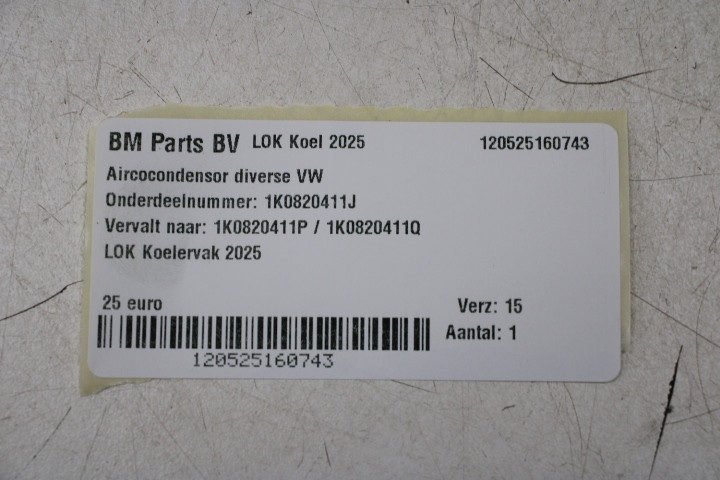 BM Parts BV LOK Koel 2025 120525160743
Aircocondensor diverse VW
Onderdeelnummer: 1K0820411J
Vervalt naar: 1K0820411P / 1K0820411Q
LOK Koelervak 2025
25 euro Verz: 15
Aantal: 1
120525160743